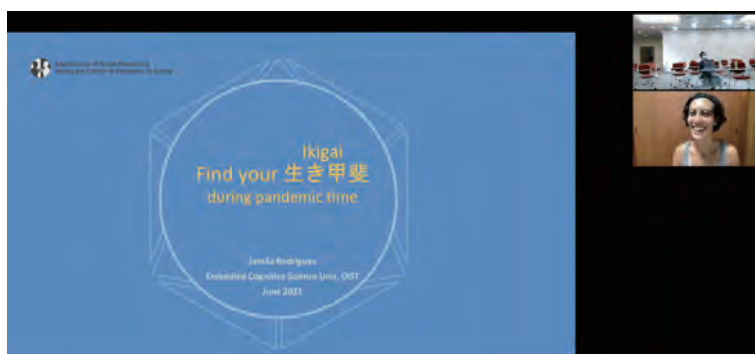 Ikigai
Find your 生き甲斐
during pandemic time
Jamila Rodrigues
Embodied Cognitive Science Unit, OIST
June 2021